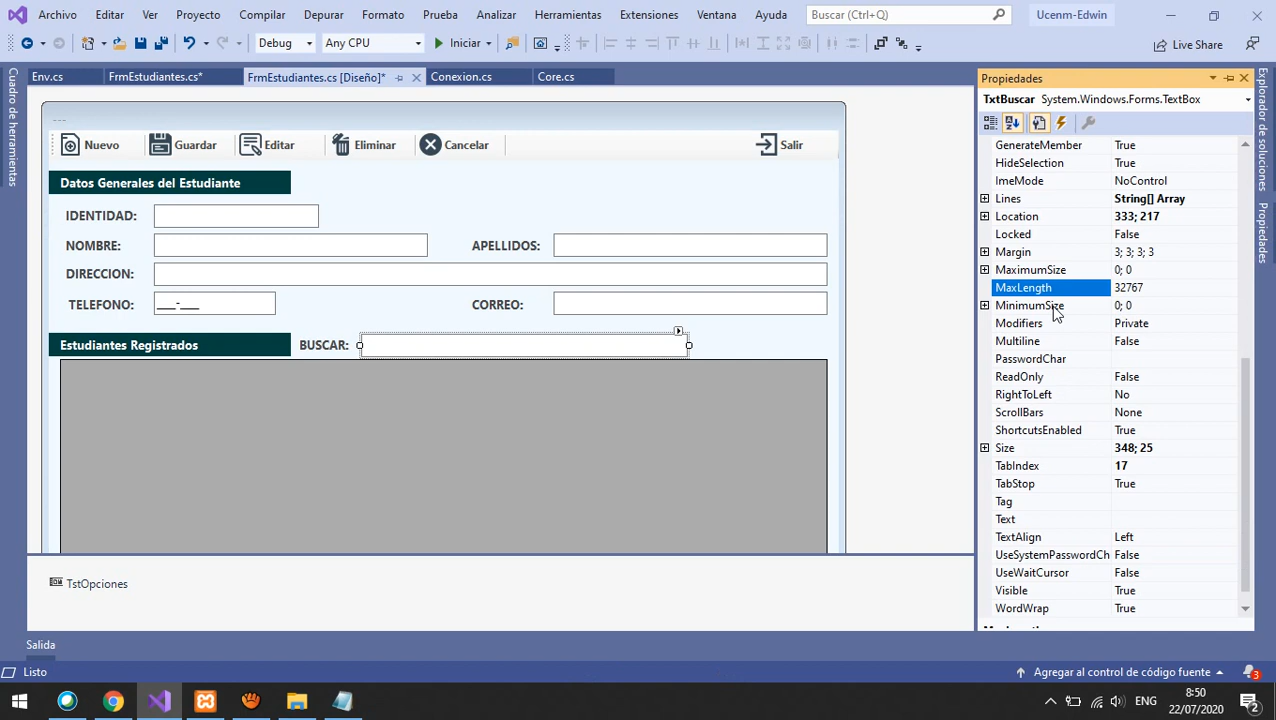 Archivo Editar Ver Proyecto Compilar Depurar Formato Prueba Analizar Herramientas Extensiones Ventana Ayuda Buscar (Ctrl+Q) Ucenm-Edwin
Debug Any CPU Iniciar Live Share
Env.cs FrmEstudiantes.cs* FrmEstudiantes.cs [Diseño]* Conexion.cs Core.cs
Cuadro de herramientas
---
Nuevo Guardar Editar Eliminar Cancelar Salir
Datos Generales del Estudiante
IDENTIDAD:
NOMBRE: APELLIDOS:
DIRECCION:
TELEFONO: ___-___ CORREO:
Estudiantes Registrados BUSCAR:
TstOpciones
Propiedades
TxtBuscar System.Windows.Forms.TextBox
GenerateMember True
HideSelection True
ImeMode NoControl
Lines String[] Array
Location 333; 217
Locked False
Margin 3; 3; 3; 3
MaximumSize 0; 0
MaxLength 32767
MinimumSize 0; 0
Modifiers Private
Multiline False
PasswordChar
ReadOnly False
RightToLeft No
ScrollBars None
ShortcutsEnabled True
Size 348; 25
TabIndex 17
TabStop True
Tag
Text
TextAlign Left
UseSystemPasswordCh False
UseWaitCursor False
Visible True
WordWrap True
Explorador de soluciones
Propiedades
Salida
Listo Agregar al control de código fuente 3
ENG 8:50
22/07/2020 2